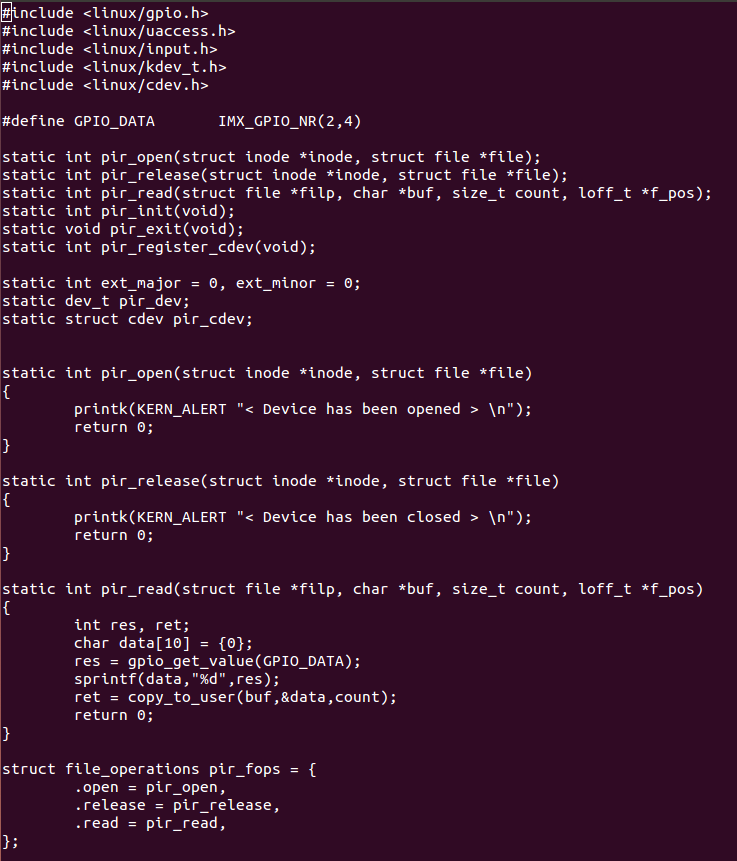 #include <linux/gpio.h>
#include <linux/uaccess.h>
#include <linux/input.h>
#include <linux/kdev_t.h>
#include <linux/cdev.h>

#define GPIO_DATA       IMX_GPIO_NR(2,4)

static int pir_open(struct inode *inode, struct file *file);
static int pir_release(struct inode *inode, struct file *file);
static int pir_read(struct file *filp, char *buf, size_t count, loff_t *f_pos);
static int pir_init(void);
static void pir_exit(void);
static int pir_register_cdev(void);

static int ext_major = 0, ext_minor = 0;
static dev_t pir_dev;
static struct cdev pir_cdev;


static int pir_open(struct inode *inode, struct file *file)
{
        printk(KERN_ALERT "< Device has been opened > \n");
        return 0;
}

static int pir_release(struct inode *inode, struct file *file)
{
        printk(KERN_ALERT "< Device has been closed > \n");
        return 0;
}

static int pir_read(struct file *filp, char *buf, size_t count, loff_t *f_pos)
{
        int res, ret;
        char data[10] = {0};
        res = gpio_get_value(GPIO_DATA);
        sprintf(data,"%d",res);
        ret = copy_to_user(buf,&data,count);
        return 0;
}

struct file_operations pir_fops = {
        .open = pir_open,
        .release = pir_release,
        .read = pir_read,
};